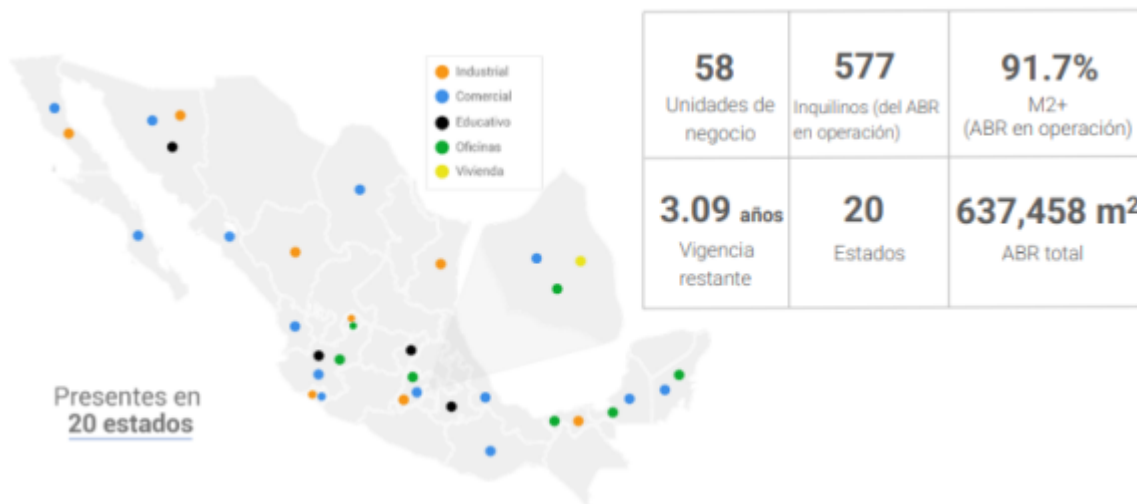 Industrial
Comercial
Educativo
Oficinas
Vivienda
Presentes en
20 estados
58
Unidades de
negocio
577
Inquilinos (del ABR
en operación)
91.7%
M2+
(ABR en operación)
3.09 años
Vigencia
restante
20
Estados
637,458 m²
ABR total